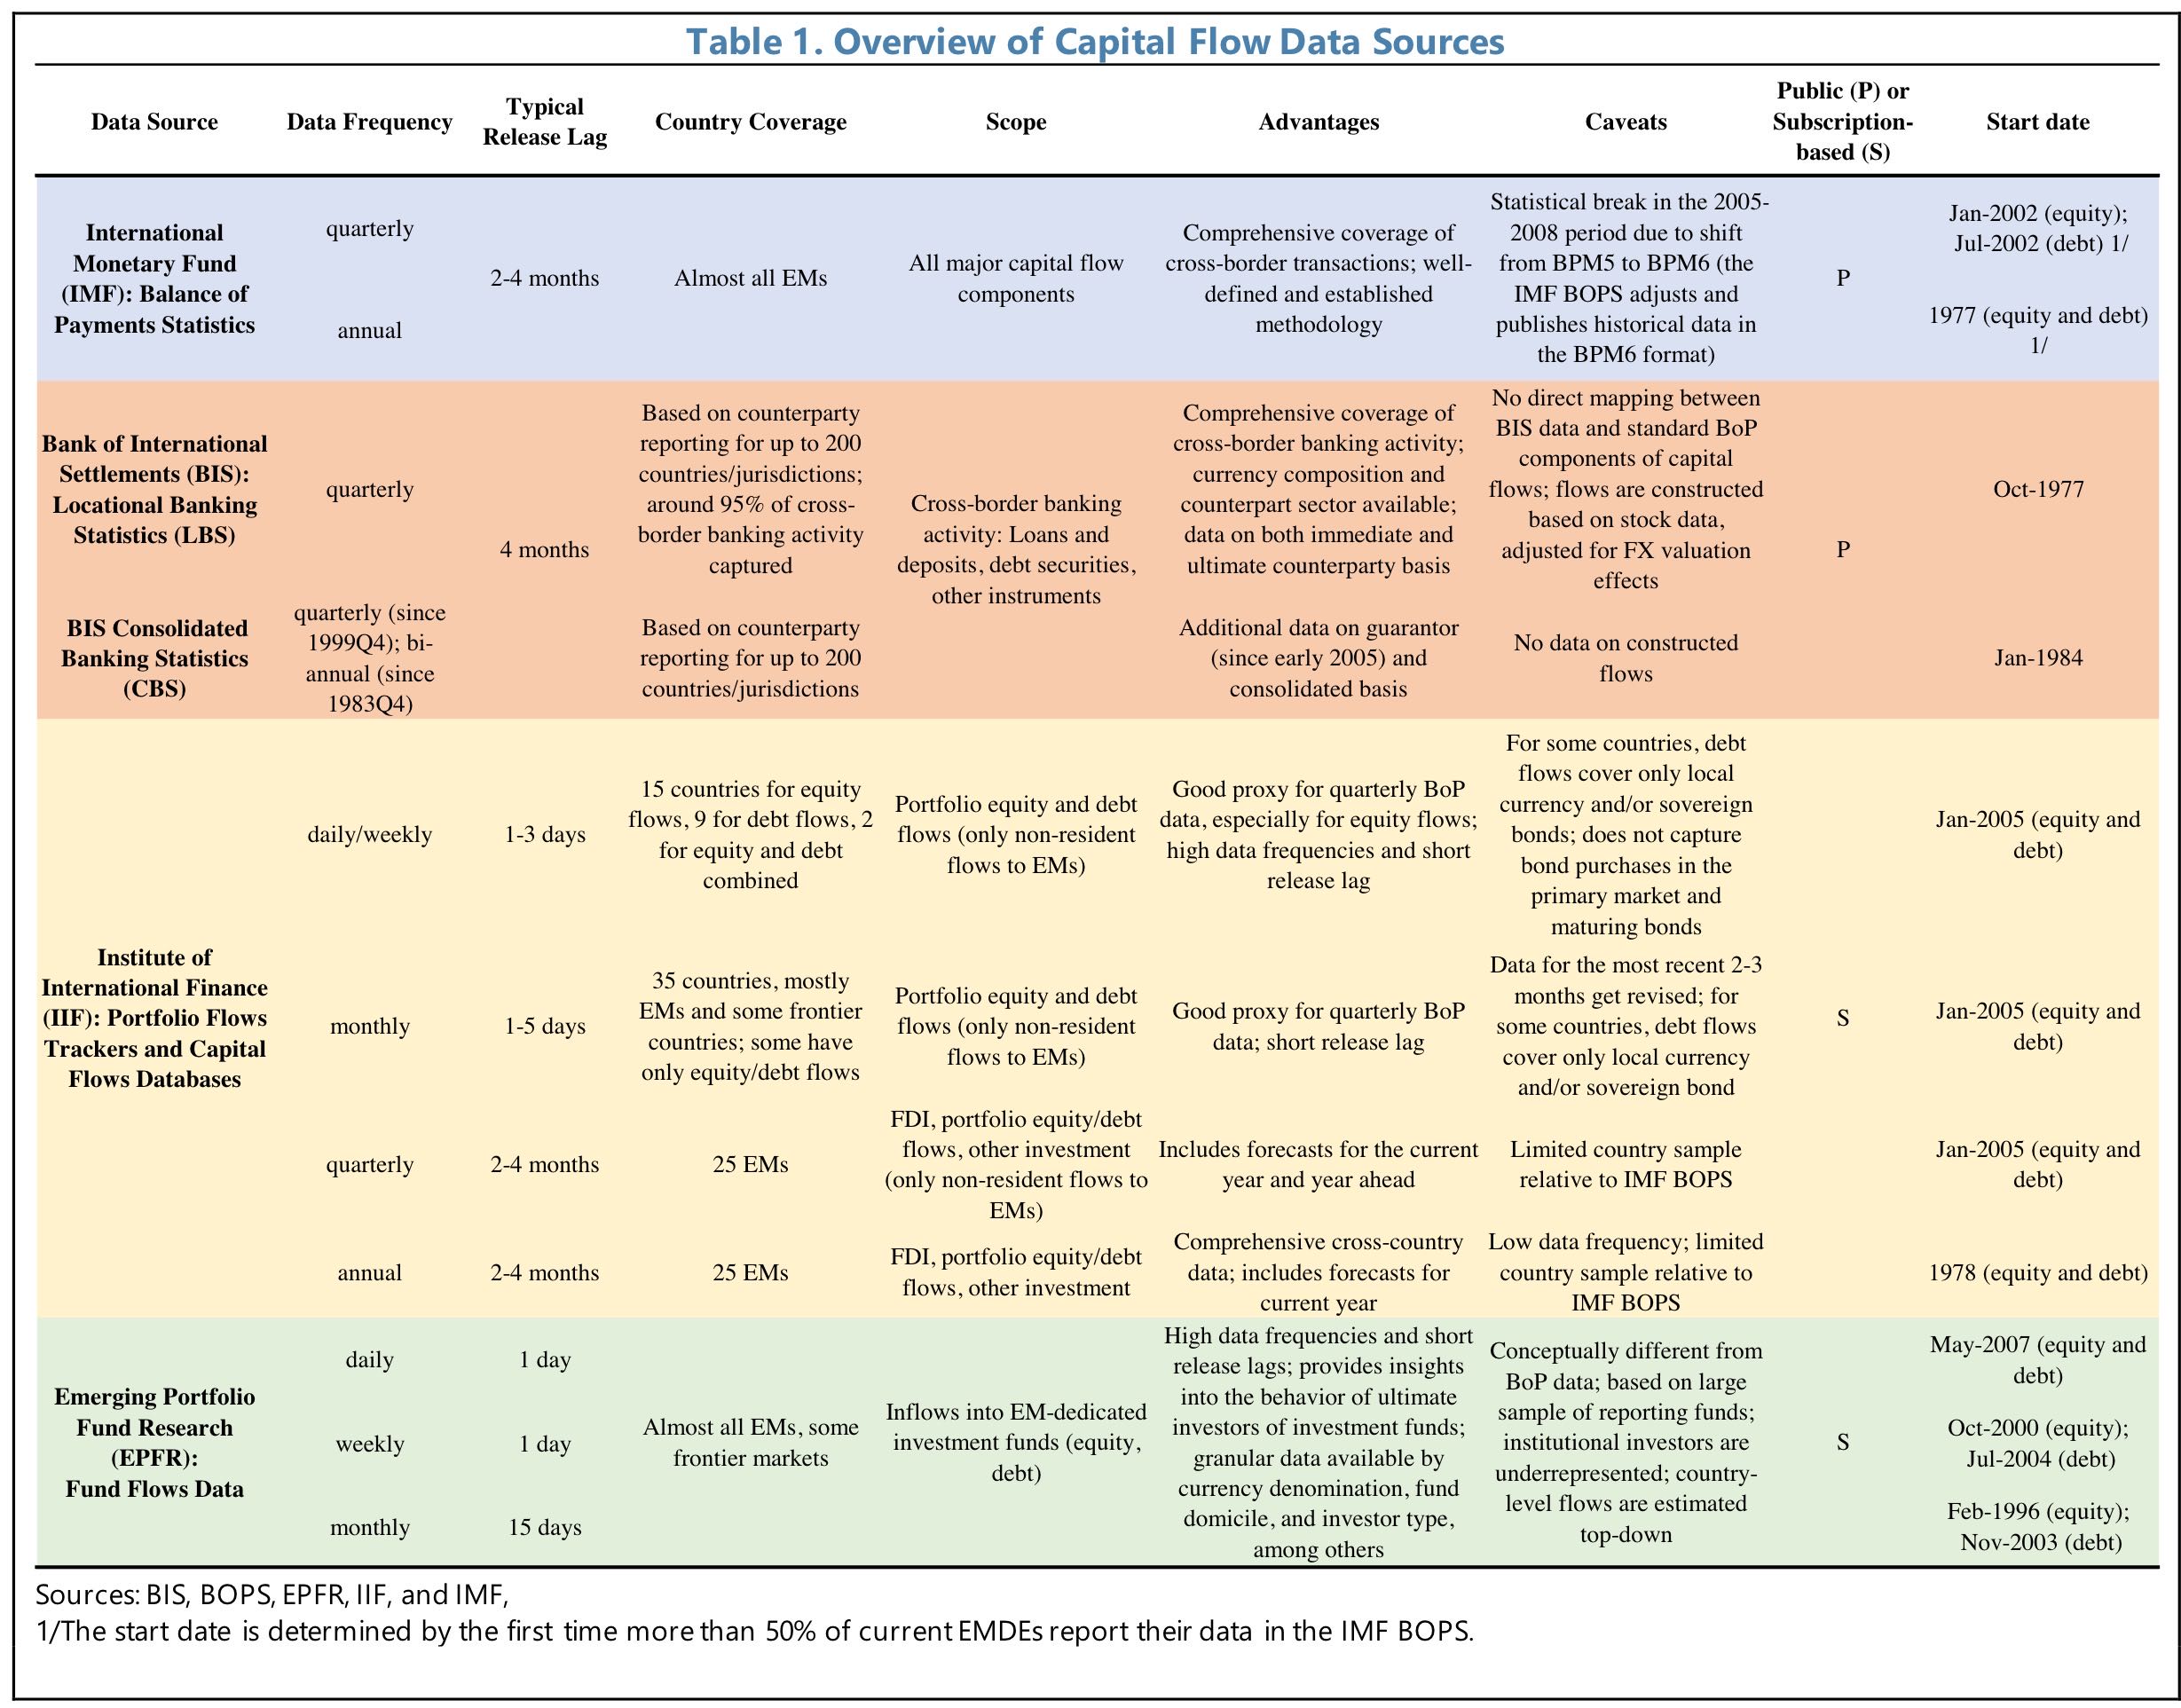 Table 1. Overview of Capital Flow Data Sources
Data Source
Data Frequency
Typical
Release Lag
Country Coverage
Scope
Advantages
Caveats
Public (P) or
Subscription-
based (S)
Start date
International
Monetary Fund
(IMF): Balance of
Payments Statistics
quarterly
annual
2-4 months
Almost all EMs
All major capital flow
components
Comprehensive coverage of
cross-border transactions; well-
defined and established
methodology
Statistical break in the 2005-
2008 period due to shift
from BPM5 to BPM6 (the
IMF BOPS adjusts and
publishes historical data in
the BPM6 format)
P
Jan-2002 (equity);
Jul-2002 (debt) 1/
1977 (equity and debt)
1/
Bank of International
Settlements (BIS):
Locational Banking
Statistics (LBS)
quarterly
4 months
Based on counterparty
reporting for up to 200
countries/jurisdictions;
around 95% of cross-
border banking activity
captured
Cross-border banking
activity: Loans and
deposits, debt securities,
other instruments
Comprehensive coverage of
cross-border banking activity;
currency composition and
counterpart sector available;
data on both immediate and
ultimate counterparty basis
No direct mapping between
BIS data and standard BoP
components of capital
flows; flows are constructed
based on stock data,
adjusted for FX valuation
effects
P
Oct-1977
BIS Consolidated
Banking Statistics
(CBS)
quarterly (since
1999Q4); bi-
annual (since
1983Q4)
Based on counterparty
reporting for up to 200
countries/jurisdictions
Additional data on guarantor
(since early 2005) and
consolidated basis
No data on constructed
flows
Jan-1984
Institute of
International Finance
(IIF): Portfolio Flows
Trackers and Capital
Flows Databases
daily/weekly
1-3 days
15 countries for equity
flows, 9 for debt flows, 2
for equity and debt
combined
Portfolio equity and debt
flows (only non-resident
flows to EMs)
Good proxy for quarterly BoP
data, especially for equity flows;
high data frequencies and short
release lag
For some countries, debt
flows cover only local
currency and/or sovereign
bonds; does not capture
bond purchases in the
primary market and
maturing bonds
Jan-2005 (equity and
debt)
monthly
1-5 days
35 countries, mostly
EMs and some frontier
countries; some have
only equity/debt flows
Portfolio equity and debt
flows (only non-resident
flows to EMs)
Good proxy for quarterly BoP
data; short release lag
Data for the most recent 2-3
months get revised; for
some countries, debt flows
cover only local currency
and/or sovereign bond
S
Jan-2005 (equity and
debt)
quarterly
2-4 months
25 EMs
FDI, portfolio equity/debt
flows, other investment
(only non-resident flows to
EMs)
Includes forecasts for the current
year and year ahead
Limited country sample
relative to IMF BOPS
Jan-2005 (equity and
debt)
annual
2-4 months
25 EMs
FDI, portfolio equity/debt
flows, other investment
Comprehensive cross-country
data; includes forecasts for
current year
Low data frequency; limited
country sample relative to
IMF BOPS
1978 (equity and debt)
Emerging Portfolio
Fund Research
(EPFR):
Fund Flows Data
daily
1 day
weekly
1 day
monthly
15 days
Almost all EMs, some
frontier markets
Inflows into EM-dedicated
investment funds (equity,
debt)
High data frequencies and short
release lags; provides insights
into the behavior of ultimate
investors of investment funds;
granular data available by
currency denomination, fund
domicile, and investor type,
among others
Conceptually different from
BoP data; based on large
sample of reporting funds;
institutional investors are
underrepresented; country-
level flows are estimated
top-down
S
May-2007 (equity and
debt)
Oct-2000 (equity);
Jul-2004 (debt)
Feb-1996 (equity);
Nov-2003 (debt)
Sources: BIS, BOPS, EPFR, IIF, and IMF,
1/The start date is determined by the first time more than 50% of current EMDEs report their data in the IMF BOPS.